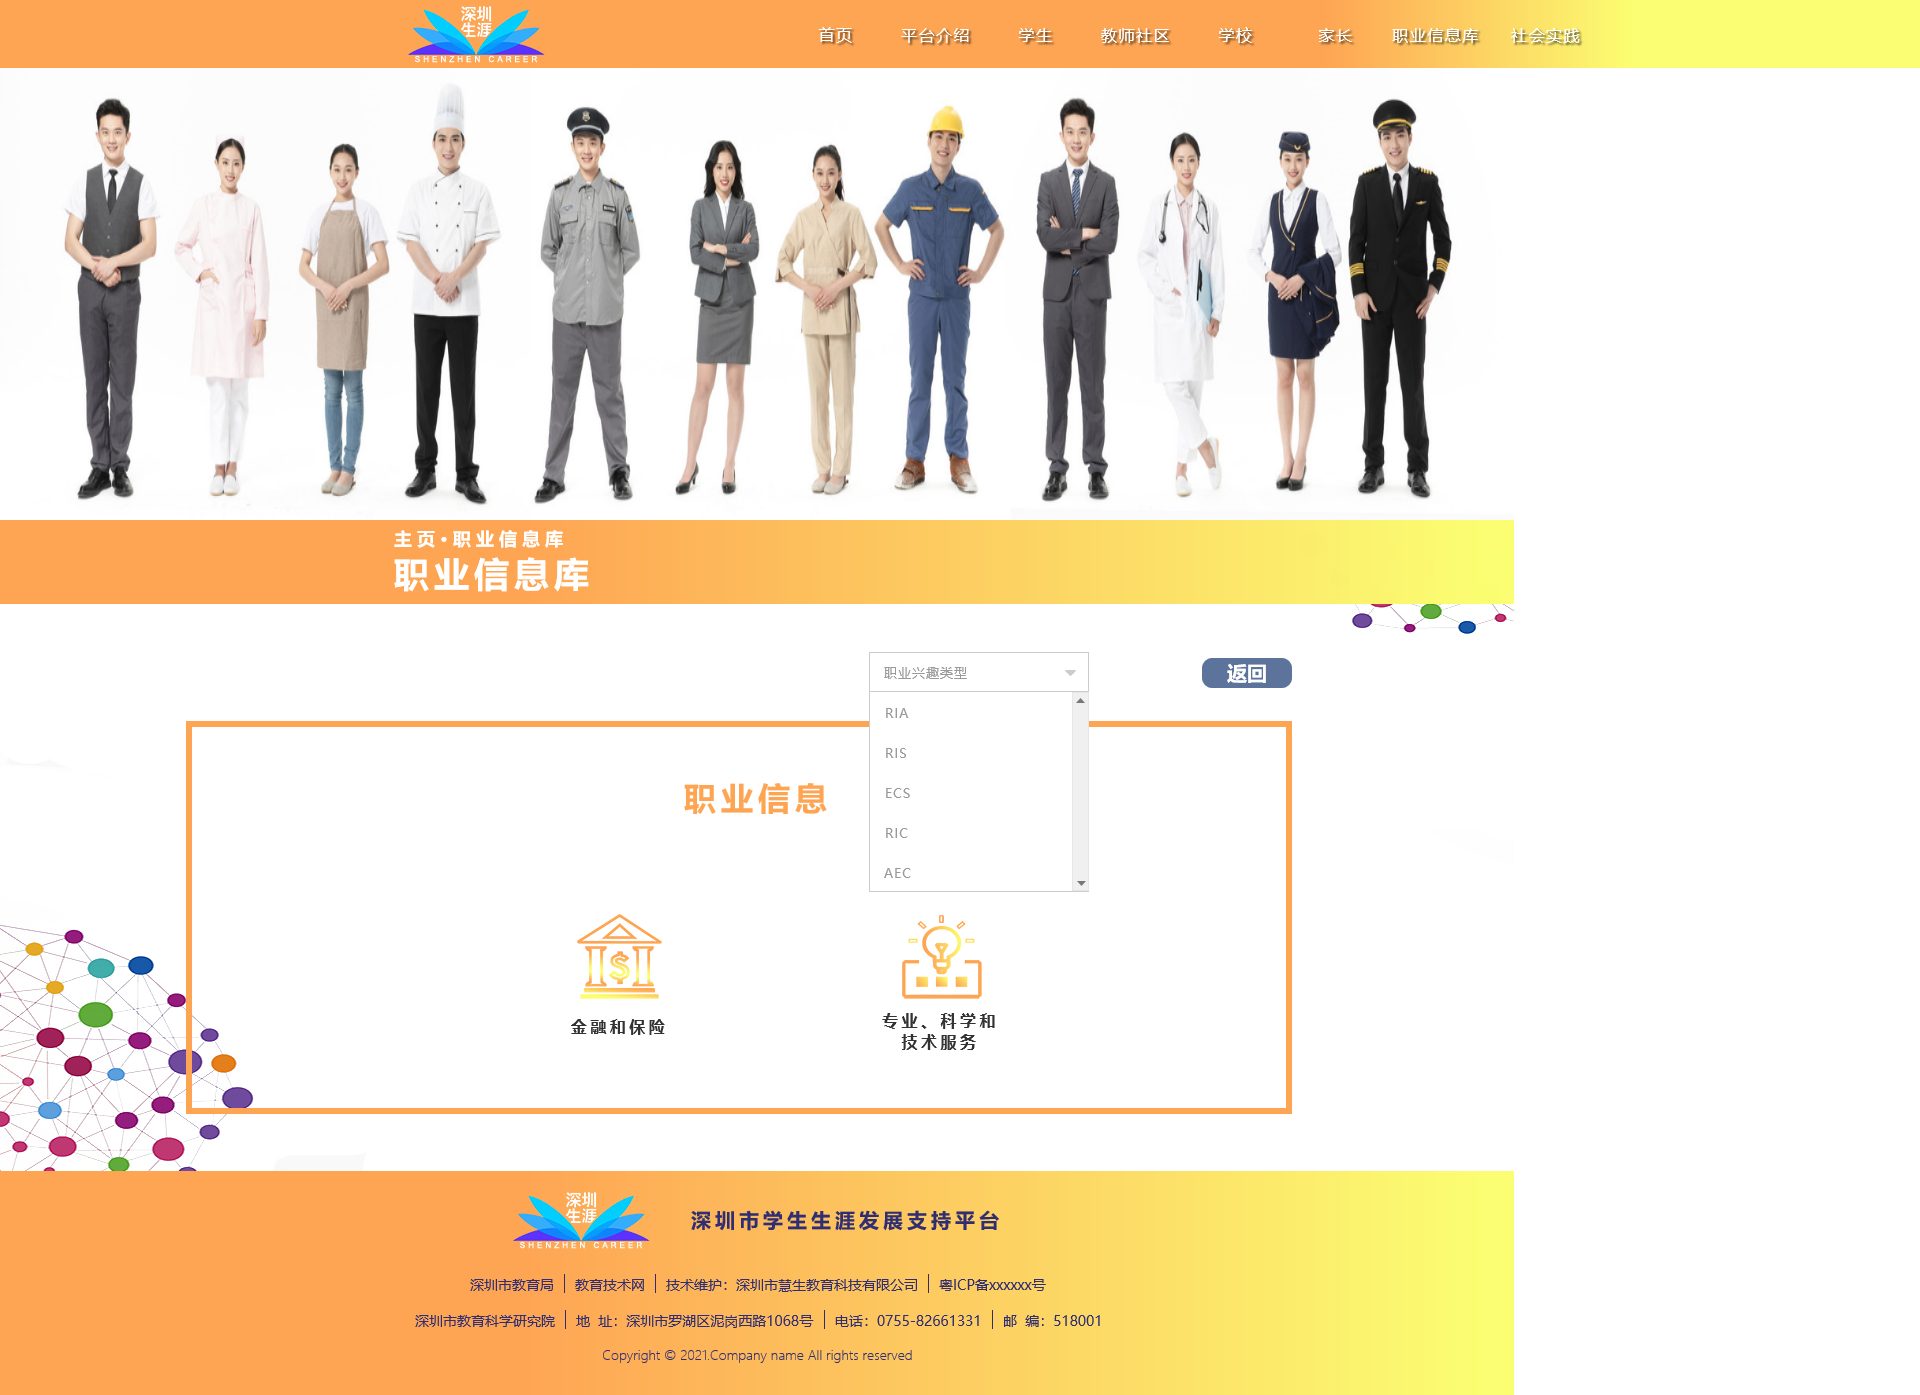 深圳
生涯
SHENZHEN CAREER
首页 平台介绍 学生 教师社区 学校 家长 职业信息库 社会实践
主页·职业信息库
职业信息库
职业兴趣类型
返回
RIA
RIS
ECS
RIC
AEC
职业信息
金融和保险
专业、科学和
技术服务
深圳
生涯
SHENZHEN CAREER
深圳市学生生涯发展支持平台
深圳市教育局 教育技术网 技术维护：深圳市慧生教育科技有限公司 粤ICP备xxxxxx号
深圳市教育科学研究院 地 址：深圳市罗湖区泥岗西路1068号 电话：0755-82661331 邮 编：518001
Copyright © 2021.Company name All rights reserved